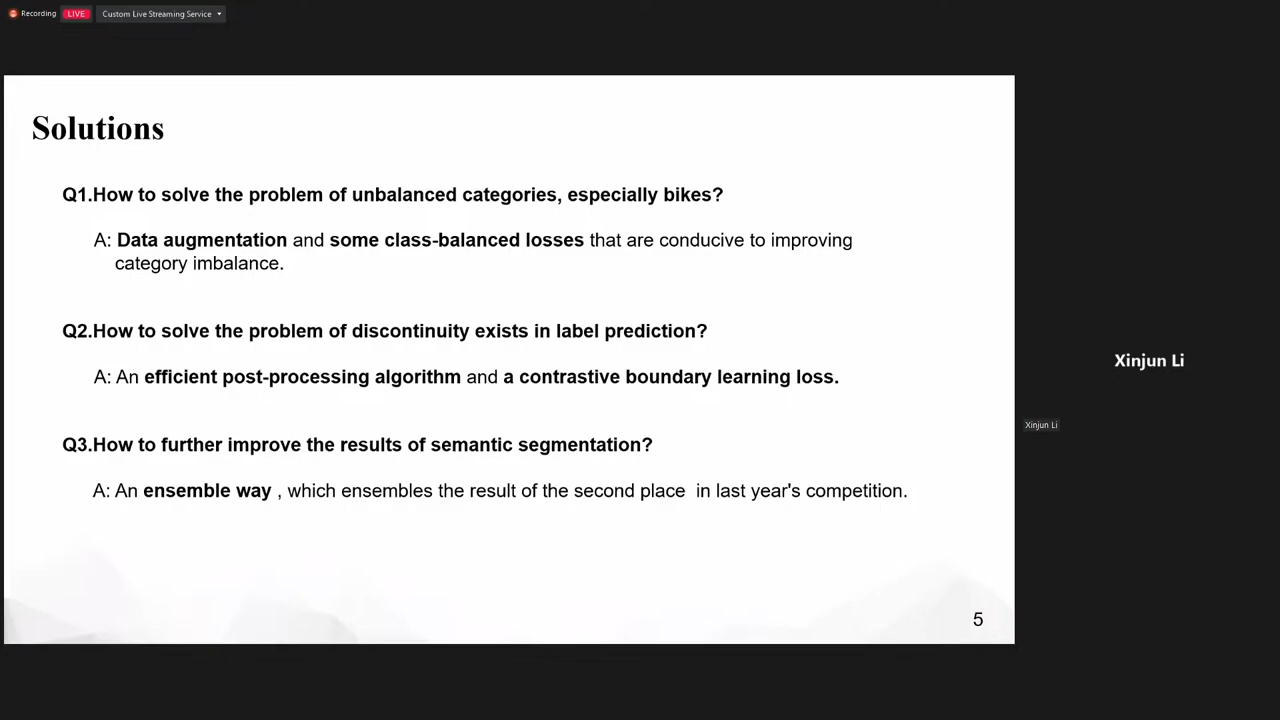 Recording LIVE Custom Live Streaming Service
Solutions
Q1.How to solve the problem of unbalanced categories, especially bikes?
A: Data augmentation and some class-balanced losses that are conducive to improving
category imbalance.
Q2.How to solve the problem of discontinuity exists in label prediction?
A: An efficient post-processing algorithm and a contrastive boundary learning loss.
Q3.How to further improve the results of semantic segmentation?
A: An ensemble way , which ensembles the result of the second place  in last year's competition.
5
Xinjun Li
Xinjun Li